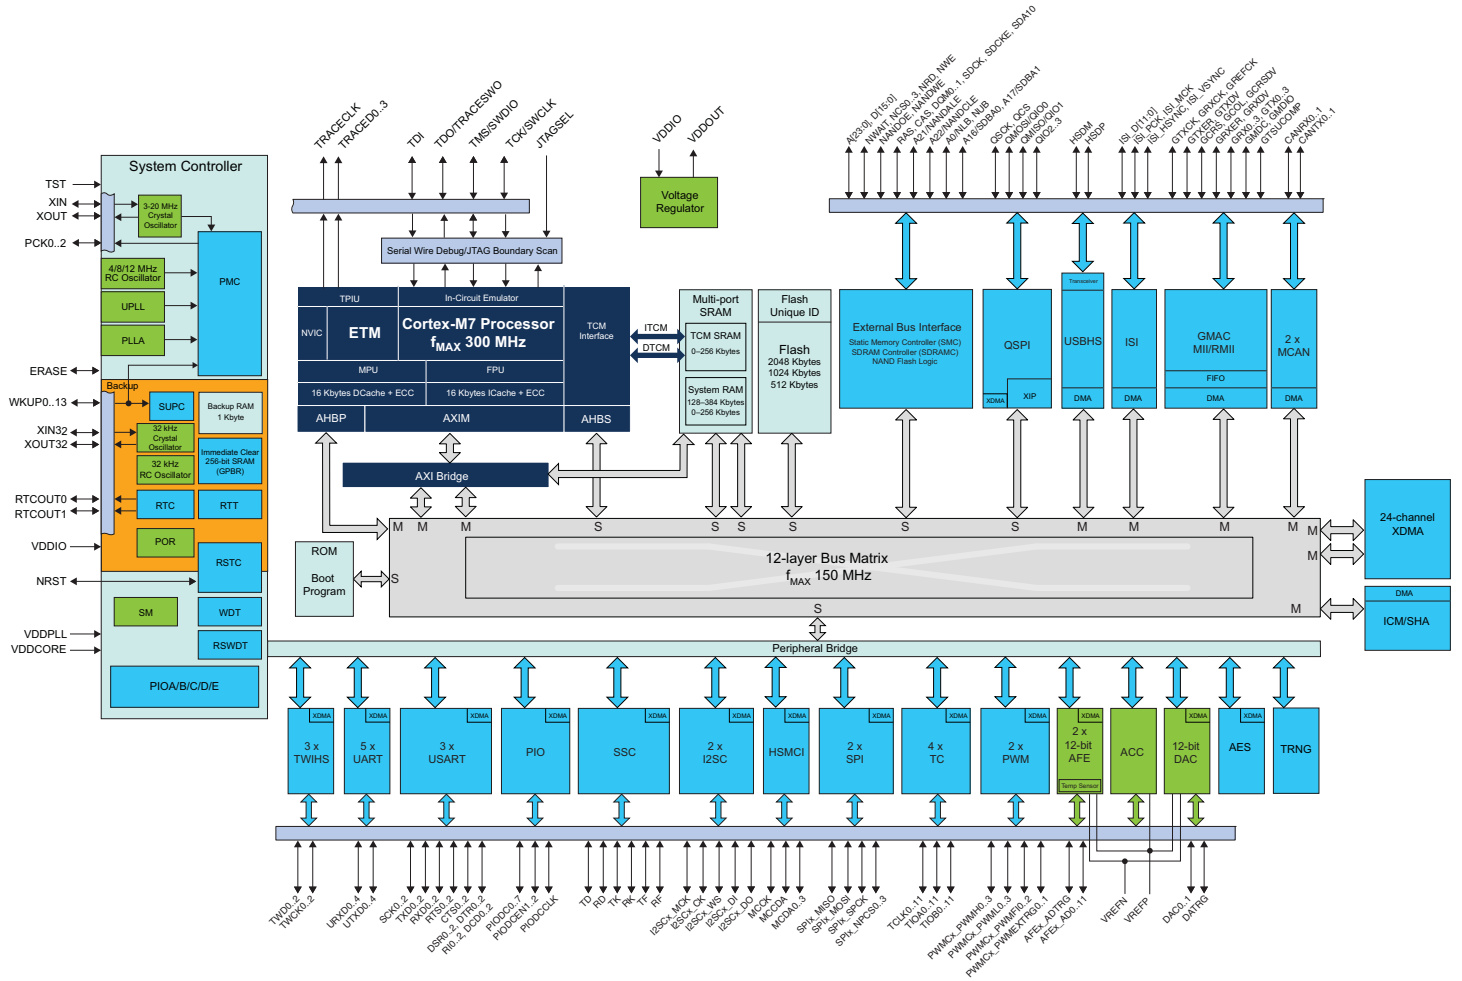 System Controller
TST
XIN
XOUT
PCK0..2
3-20 MHz
Crystal
Oscillator
4/8/12 MHz
RC Oscillator
UPLL
PLLA
PMC
ERASE
Backup
WKUP0..13
XIN32
XOUT32
SUPC
Backup RAM
1 Kbyte
32 kHz
Crystal
Oscillator
32 kHz
RC Oscillator
Immediate Clear
256-bit SRAM
(GPBR)
RTCOUT0
RTCOUT1
RTC
RTT
VDDIO
POR
RSTC
NRST
SM
WDT
VDDPLL
VDDCORE
RSWDT
PIOA/B/C/D/E
TRACECLK
TRACED0..3
TDI
TDO/TRACESWO
TMS/SWDIO
TCK/SWCLK
JTAGSEL
Serial Wire Debug/JTAG Boundary Scan
VDDIO
VDDOUT
Voltage
Regulator
TPIU
In-Circuit Emulator
NVIC
ETM
Cortex-M7 Processor
fMAX 300 MHz
TCM
Interface
MPU
FPU
16 Kbytes DCache + ECC
16 Kbytes ICache + ECC
AHBP
AXIM
AHBS
AXI Bridge
ITCM
DTCM
Multi-port
SRAM
TCM SRAM
0–256 Kbytes
System RAM
128–384 Kbytes
0–256 Kbytes
Flash
Unique ID
Flash
2048 Kbytes
1024 Kbytes
512 Kbytes
A[23:0], D[15:0]
NWAIT, NCS0..3, NRD, NWE
NANDOE, NANDWE
RAS, CAS, DQM0..1, SDCK, SDCKE, SDA10
A21/NANDALE
A22/NANDCLE
A0/NLB, NUB
A16/SDBA0, A17/SDBA1
QSCK, QCS
QMOSI/QIO0
QMISO/QIO1
QIO2..3
HSDM
HSDP
ISI_D[11:0]
ISI_PCK, ISI_MCK
ISI_HSYNC, ISI_VSYNC
GTXCK, GRXCK, GREFCK
GTXER, GTXDV
GCRS, GCOL, GCRSDV
GRXER, GRXDV
GRX0..3, GTX0..3
GMDC, GMDIO
GTSUCOMP
CANRX0..1
CANTX0..1
External Bus Interface
Static Memory Controller (SMC)
SDRAM Controller (SDRAMC)
NAND Flash Logic
QSPI
XDMA
XIP
Transceiver
USBHS
DMA
ISI
DMA
GMAC
MII/RMII
FIFO
DMA
2 x
MCAN
DMA
M
M
M
S
S
S
S
S
S
M
M
M
M
M
M
S
S
M
12-layer Bus Matrix
fMAX 150 MHz
ROM
Boot
Program
24-channel
XDMA
DMA
ICM/SHA
Peripheral Bridge
XDMA
3 x
TWIHS
XDMA
5 x
UART
XDMA
3 x
USART
XDMA
PIO
XDMA
SSC
XDMA
2 x
I2SC
XDMA
HSMCI
XDMA
2 x
SPI
XDMA
4 x
TC
XDMA
2 x
PWM
XDMA
2 x
12-bit
AFE
Temp Sensor
ACC
XDMA
12-bit
DAC
XDMA
AES
TRNG
TWD0..2
TWCK0..2
URXD0..4
UTXD0..4
SCK0..2
TXD0..2
RXD0..2
RTS0..2
CTS0..2
DSR0..2, DTR0..2
RI0..2, DCD0..2
PIODC0..7
PIODCEN1..2
PIODCCLK
TD
RD
TK
RK
TF
RF
I2SCx_MCK
I2SCx_CK
I2SCx_WS
I2SCx_DI
I2SCx_DO
MCCK
MCCDA
MCDA0..3
SPIx_MISO
SPIx_MOSI
SPIx_SPCK
SPIx_NPCS0..3
TCLK0..11
TIOA0..11
TIOB0..11
PWMCx_PWMH0..3
PWMCx_PWML0..3
PWMCx_PWMFI0..2
PWMCx_PWMEXTRG0..1
AFEx_ADTRG
AFEx_AD0..11
VREFN
VREFP
DAC0..1
DATRG